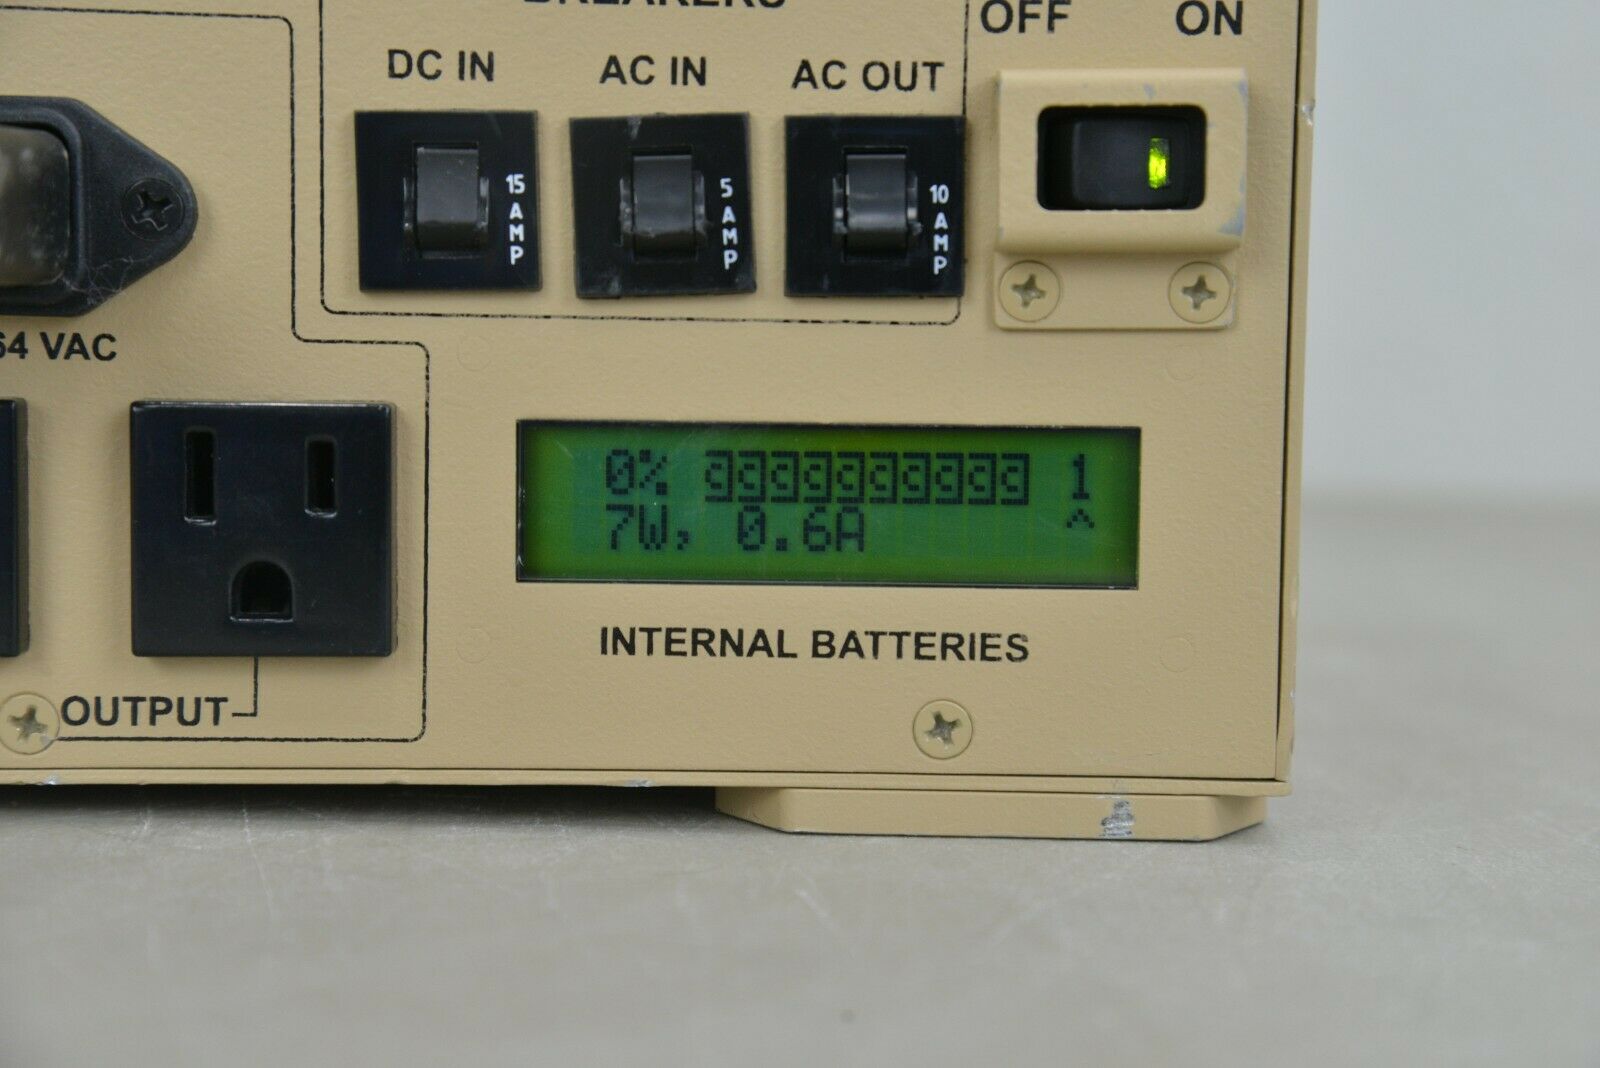 BREAKERS
OFF ON
DC IN AC IN AC OUT
15 AMP
5 AMP
10 AMP
64 VAC
0% 1
7W, 0.6A ^
INTERNAL BATTERIES
OUTPUT